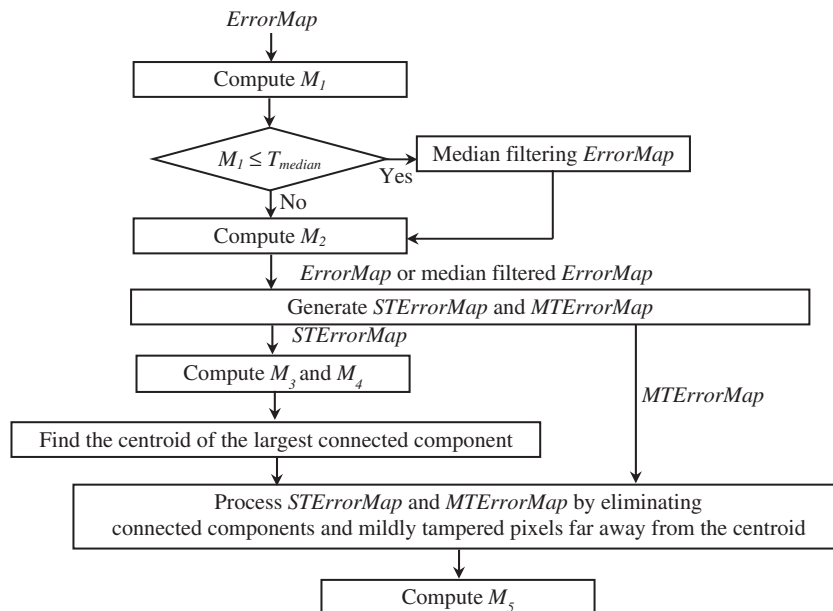 ErrorMap
Compute M1
M1 ≤ Tmedian
Yes
Median filtering ErrorMap
No
Compute M2
ErrorMap or median filtered ErrorMap
Generate STErrorMap and MTErrorMap
STErrorMap
Compute M3 and M4
MTErrorMap
Find the centroid of the largest connected component
Process STErrorMap and MTErrorMap by eliminating
connected components and mildly tampered pixels far away from the centroid
Compute M5